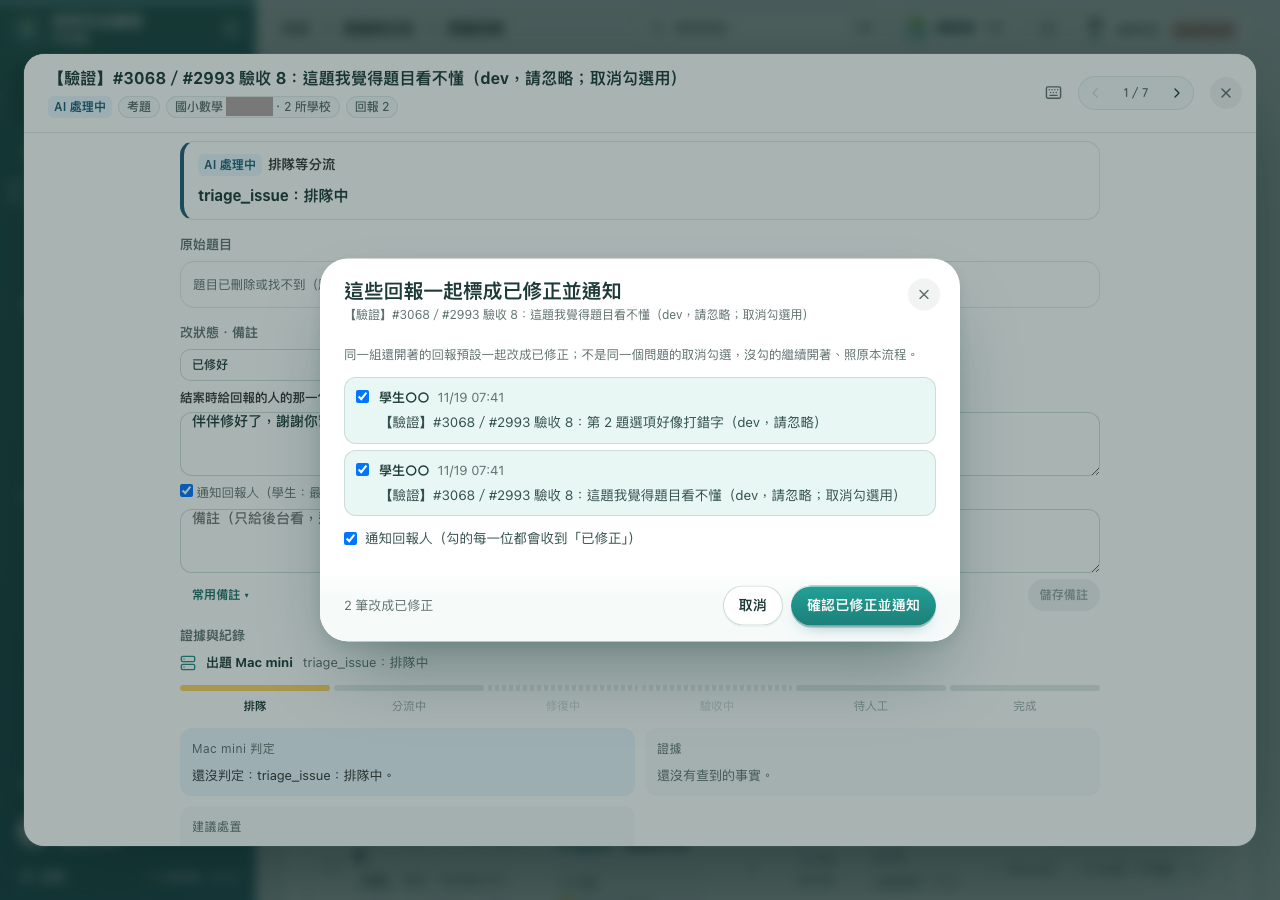 【驗證】#3068 / #2993 驗收 8：這題我覺得題目看不懂（dev，請忽略；取消勾選用）
AI 處理中
考題
國小數學
· 2 所學校
回報 2
1 / 7
AI 處理中 排隊等分流
triage_issue：排隊中
原始題目
題目已刪除或找不到（
改狀態 · 備註
已修好
結案時給回報的人的那一
伴伴修好了，謝謝你
通知回報人（學生：最
備註（只給後台看，
常用備註 ▾
儲存備註
這些回報一起標成已修正並通知
【驗證】#3068 / #2993 驗收 8：這題我覺得題目看不懂（dev，請忽略；取消勾選用）
同一組還開著的回報預設一起改成已修正；不是同一個問題的取消勾選，沒勾的繼續開著、照原本流程。
學生〇〇 11/19 07:41
【驗證】#3068 / #2993 驗收 8：第 2 題選項好像打錯字（dev，請忽略）
學生〇〇 11/19 07:41
【驗證】#3068 / #2993 驗收 8：這題我覺得題目看不懂（dev，請忽略；取消勾選用）
通知回報人（勾的每一位都會收到「已修正」）
2 筆改成已修正
取消
確認已修正並通知
證據與紀錄
出題 Mac mini triage_issue：排隊中
排隊
分流中
修復中
驗收中
待人工
完成
Mac mini 判定
還沒判定：triage_issue：排隊中。
證據
還沒有查到的事實。
建議處置